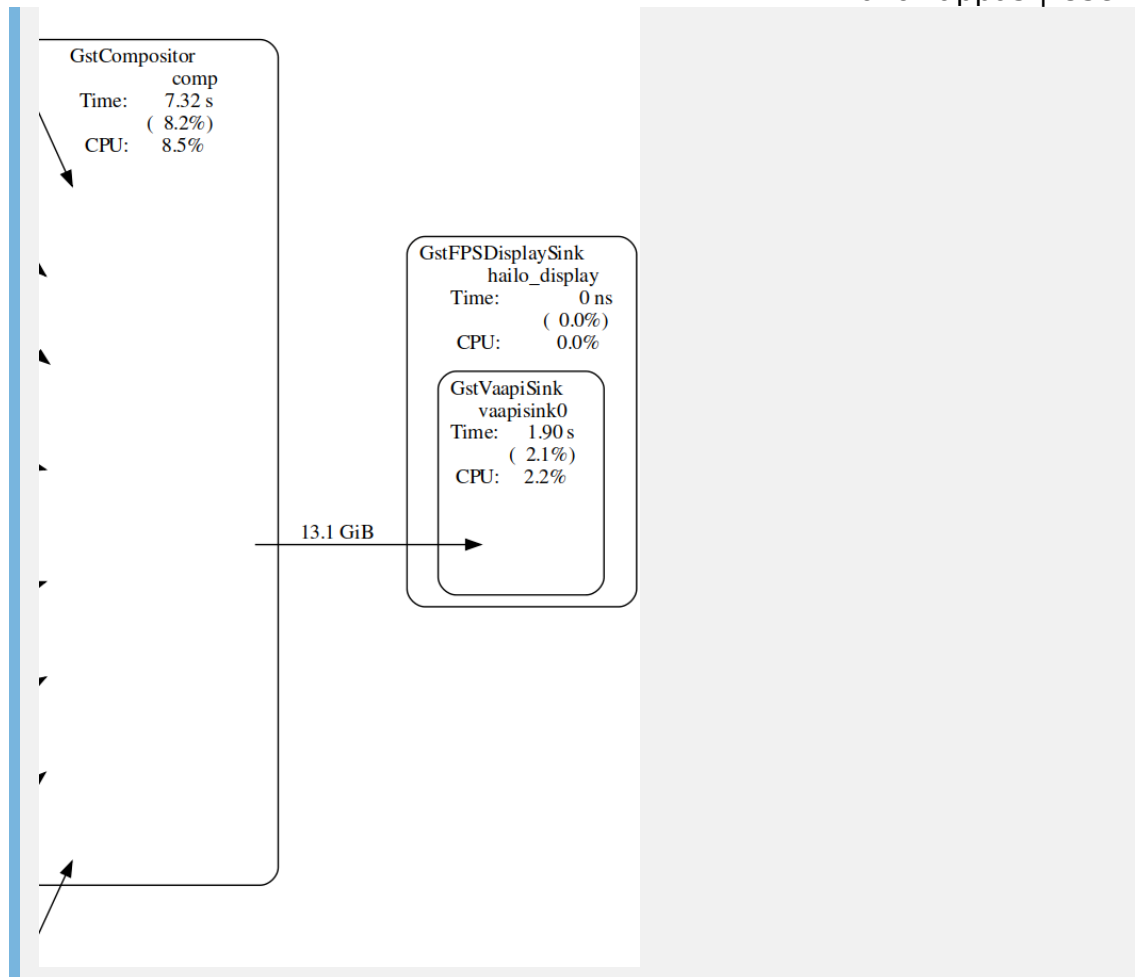 GstCompositor
comp
Time: 7.32 s
( 8.2%)
CPU: 8.5%
GstFPSDisplaySink
hailo_display
Time: 0 ns
( 0.0%)
CPU: 0.0%
GstVaapiSink
vaapisink0
Time: 1.90 s
( 2.1%)
CPU: 2.2%
13.1 GiB